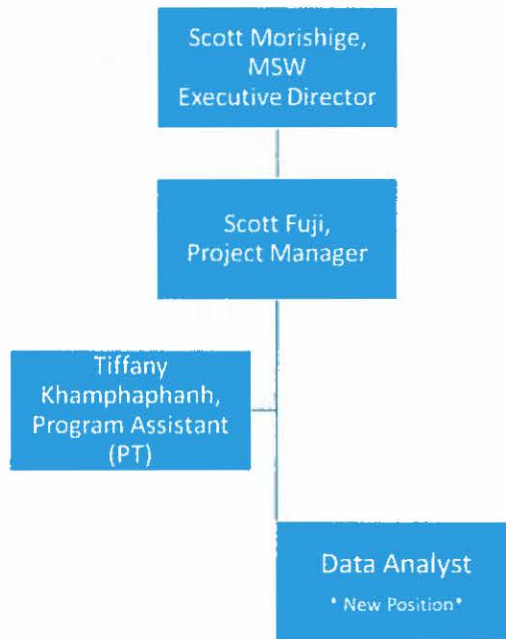 Scott Morishige,
MSW
Executive Director
Scott Fuji,
Project Manager
Tiffany
Khamphaphanh,
Program Assistant
(PT)
Data Analyst
* New Position*